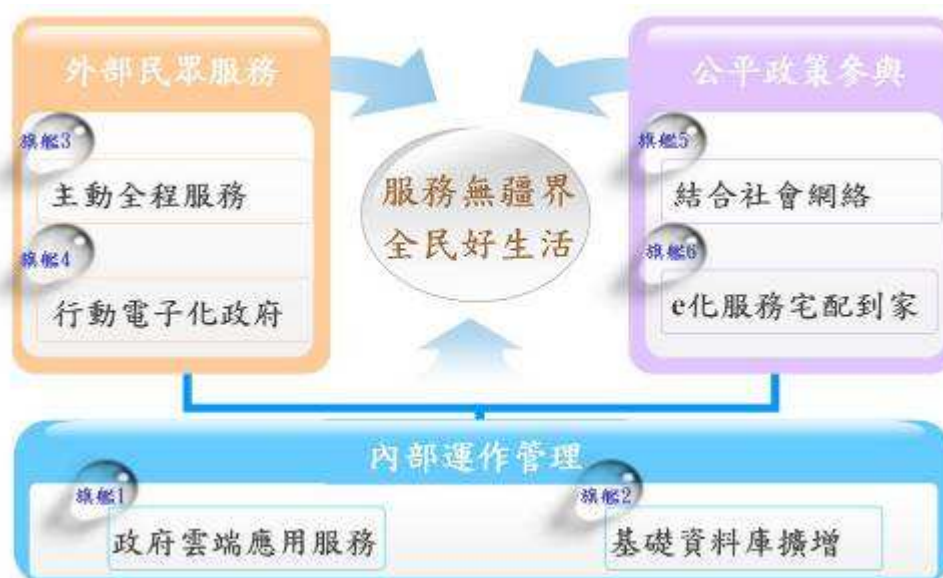 外部民眾服務
旗艦3
主動全程服務
旗艦4
行動電子化政府
服務無疆界
全民好生活
公平政策參與
旗艦5
結合社會網絡
旗艦6
e化服務宅配到家
內部運作管理
旗艦1
政府雲端應用服務
旗艦2
基礎資料庫擴增